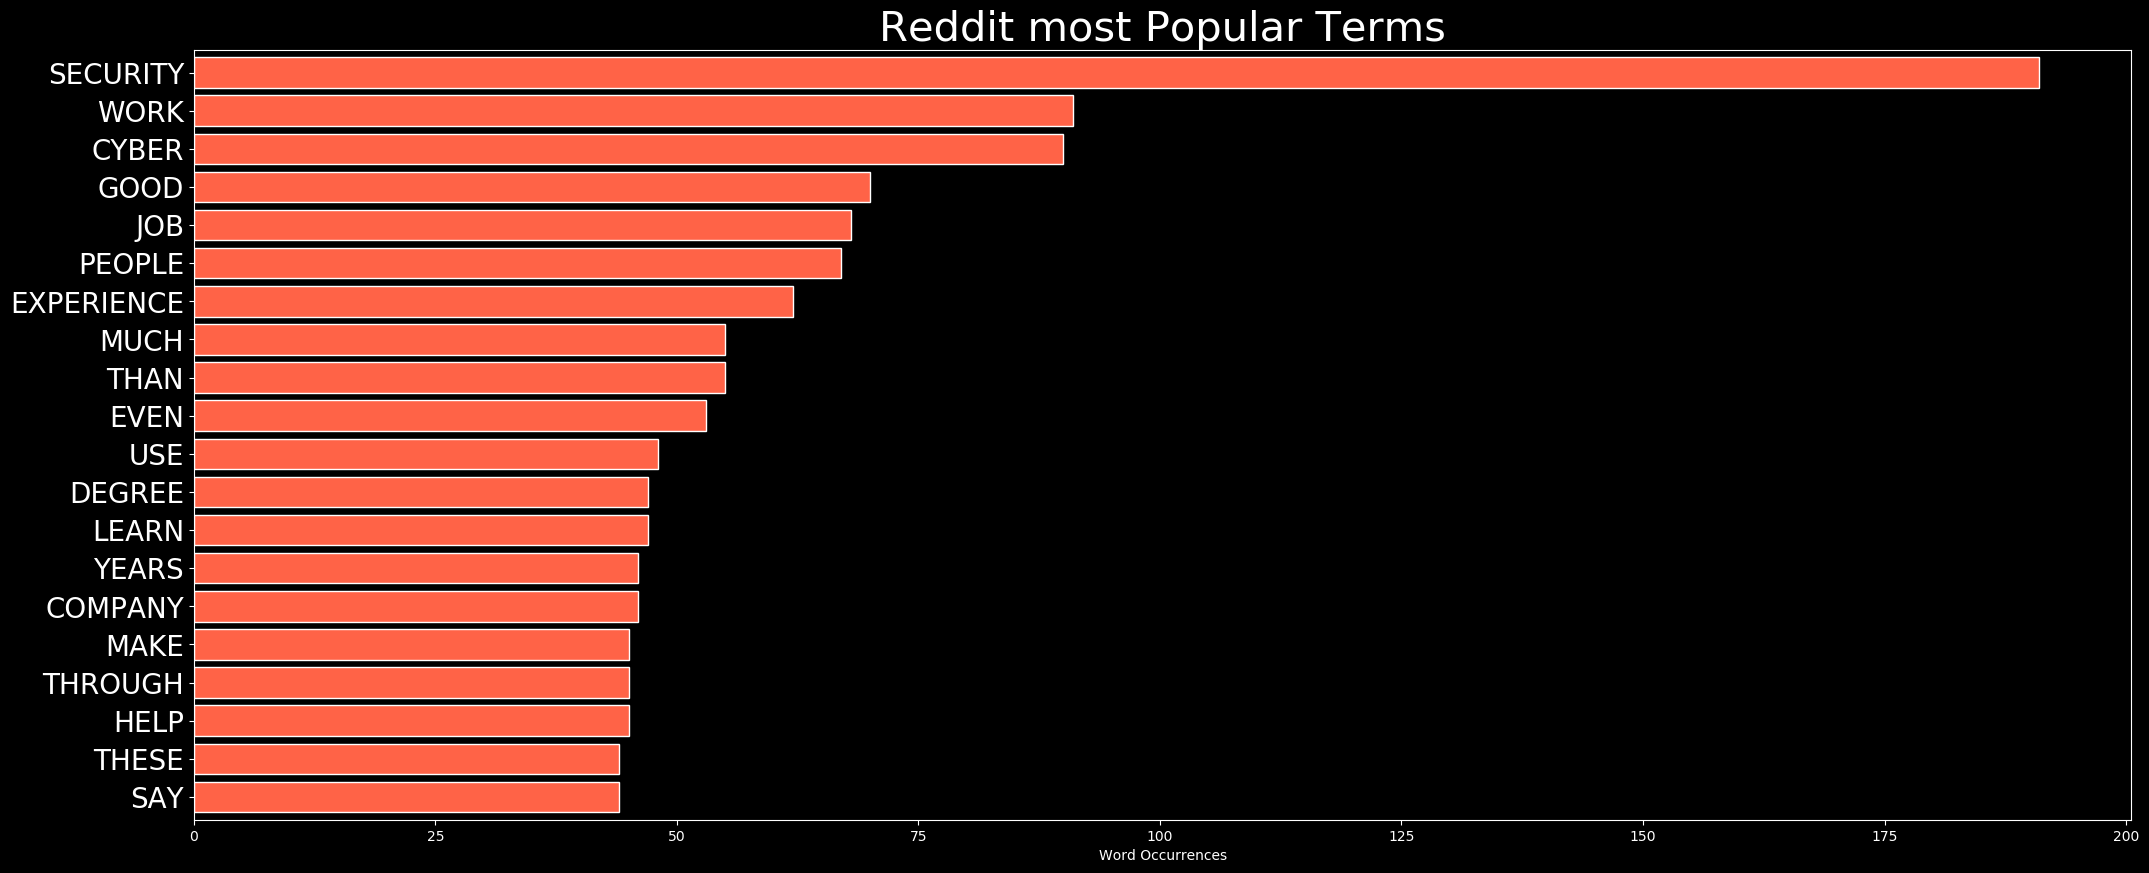 Reddit most Popular Terms
SECURITY
WORK
CYBER
GOOD
JOB
PEOPLE
EXPERIENCE
MUCH
THAN
EVEN
USE
DEGREE
LEARN
YEARS
COMPANY
MAKE
THROUGH
HELP
THESE
SAY
0 25 50 75 100 125 150 175 200
Word Occurrences